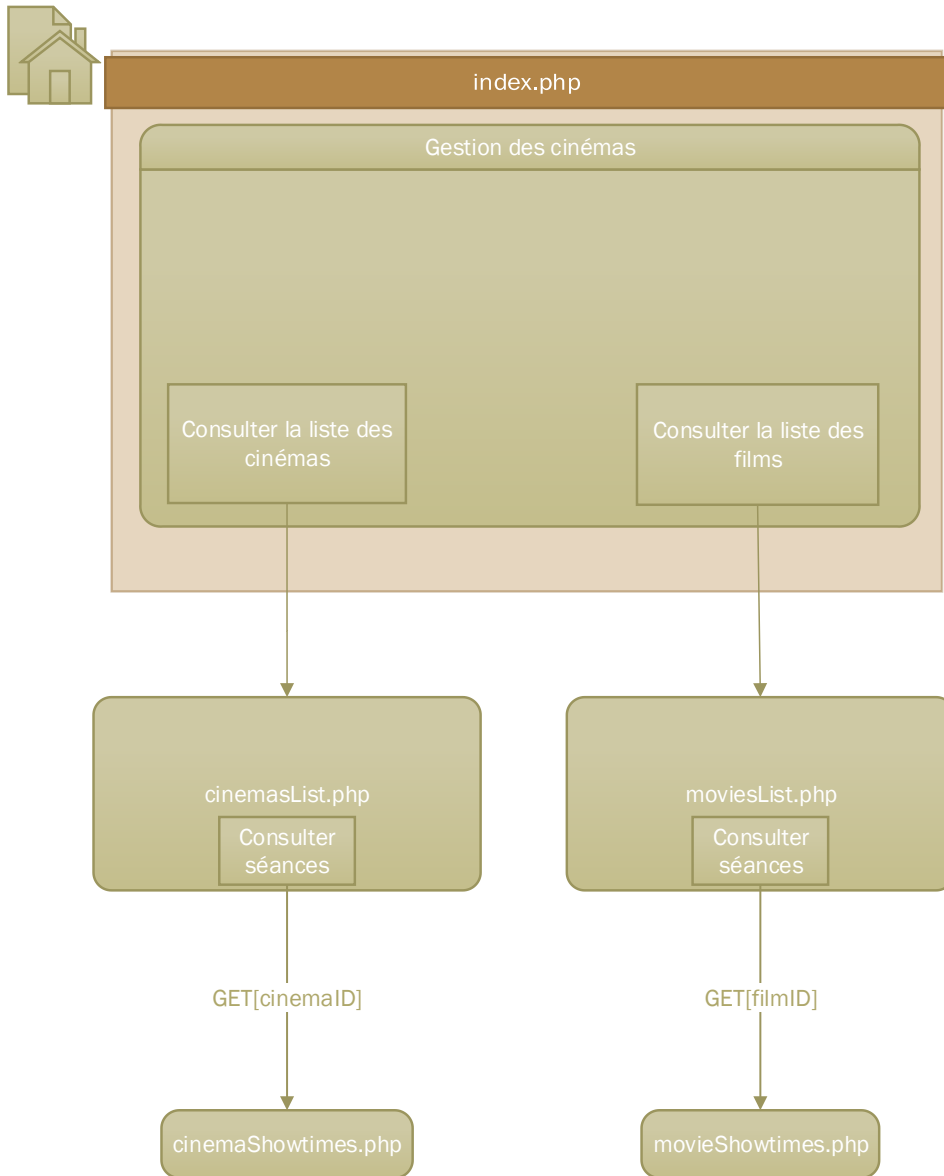 index.php
Gestion des cinémas
Consulter la liste des
cinémas
Consulter la liste des
films
cinemasList.php
Consulter
séances
moviesList.php
Consulter
séances
GET[cinemaID]
GET[filmID]
cinemaShowtimes.php
movieShowtimes.php